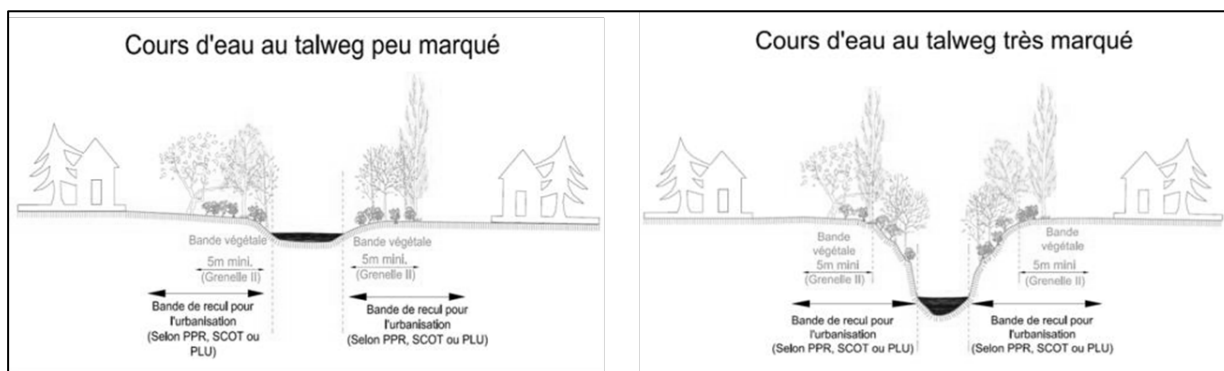 Cours d'eau au talweg peu marqué
Bande végétale
5m mini.
(Grenelle II)
Bande végétale
5m mini.
(Grenelle II)
Bande de recul pour
l'urbanisation
(Selon PPR, SCOT ou
PLU)
Bande de recul pour
l'urbanisation
(Selon PPR, SCOT ou PLU)
Cours d'eau au talweg très marqué
Bande
végétale
5m mini
(Grenelle II)
Bande
végétale
5m mini
(Grenelle II)
Bande de recul pour
l'urbanisation
(Selon PPR, SCOT ou PLU)
Bande de recul pour
l'urbanisation
(Selon PPR, SCOT ou PLU)